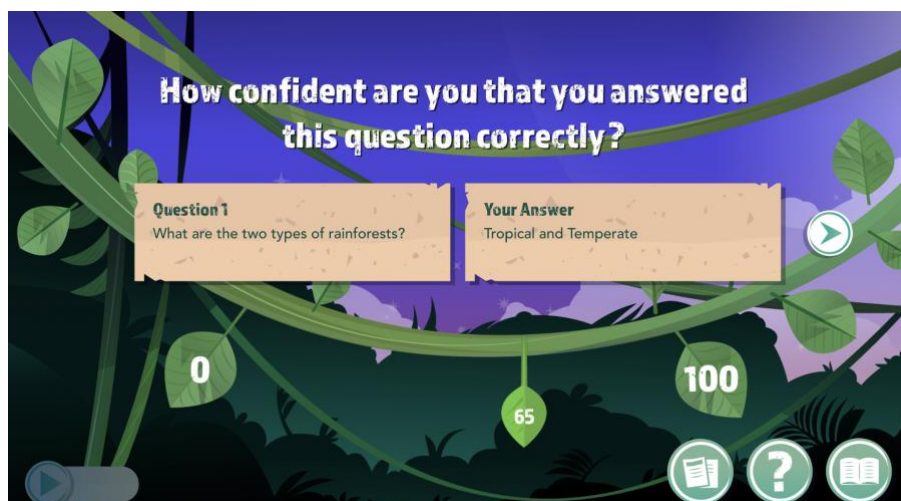 How confident are you that you answered
this question correctly?
Question 1
What are the two types of rainforests?
Your Answer
Tropical and Temperate
0
65
100
?